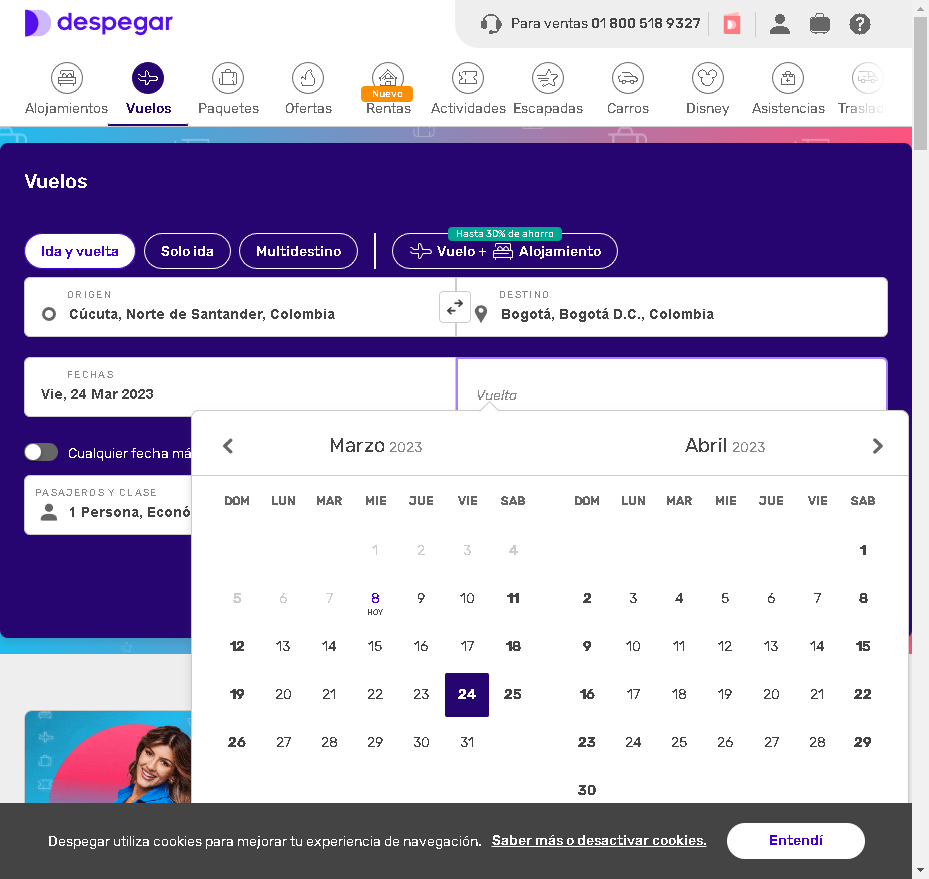 despegar
Para ventas 01 800 518 9327
Alojamientos
Vuelos
Paquetes
Ofertas
Nuevo
Rentas
Actividades
Escapadas
Carros
Disney
Asistencias
Traslad
Vuelos
Hasta 30% de ahorro
Ida y vuelta
Solo ida
Multidestino
Vuelo + Alojamiento
ORIGEN
Cúcuta, Norte de Santander, Colombia
DESTINO
Bogotá, Bogotá D.C., Colombia
FECHAS
Vie, 24 Mar 2023
Vuelta
Cualquier fecha má
PASAJEROS Y CLASE
1 Persona, Econó
Marzo 2023
DOM LUN MAR MIE JUE VIE SAB
1 2 3 4
5 6 7 8 9 10 11
HOY
12 13 14 15 16 17 18
19 20 21 22 23 24 25
26 27 28 29 30 31
Abril 2023
DOM LUN MAR MIE JUE VIE SAB
1
2 3 4 5 6 7 8
9 10 11 12 13 14 15
16 17 18 19 20 21 22
23 24 25 26 27 28 29
30
Despegar utiliza cookies para mejorar tu experiencia de navegación. Saber más o desactivar cookies.
Entendí